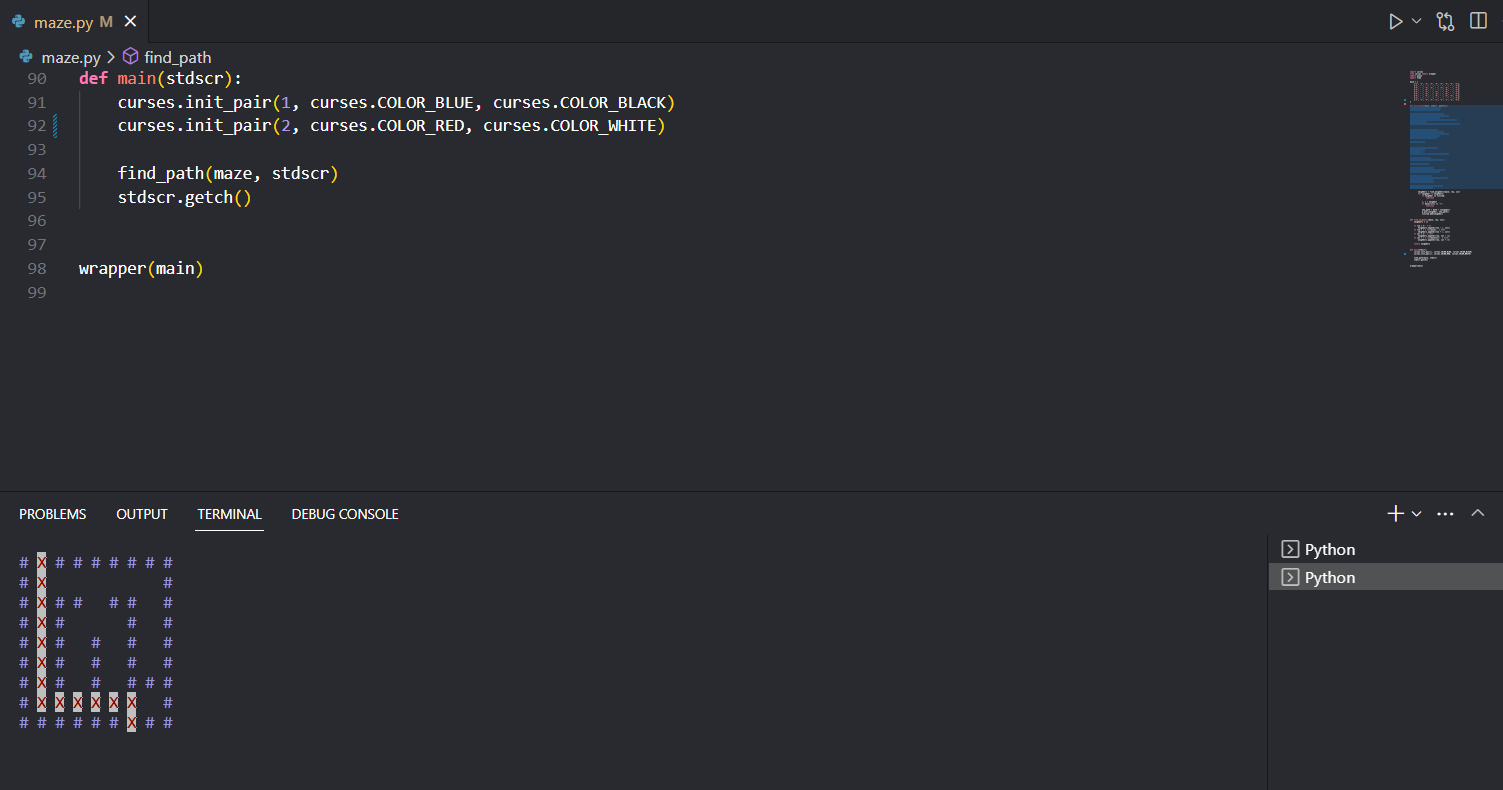 maze.py M
maze.py > find_path
90 def main(stdscr):
91     curses.init_pair(1, curses.COLOR_BLUE, curses.COLOR_BLACK)
92     curses.init_pair(2, curses.COLOR_RED, curses.COLOR_WHITE)
93
94     find_path(maze, stdscr)
95     stdscr.getch()
96
97
98 wrapper(main)
99
PROBLEMS OUTPUT TERMINAL DEBUG CONSOLE
# X # # # # # # #
# X             #
# X # #   # #   #
# X #       #   #
# X #   #   #   #
# X #   #   #   #
# X #   #   # # #
# X X X X X X   #
# # # # # # X # #
Python
Python